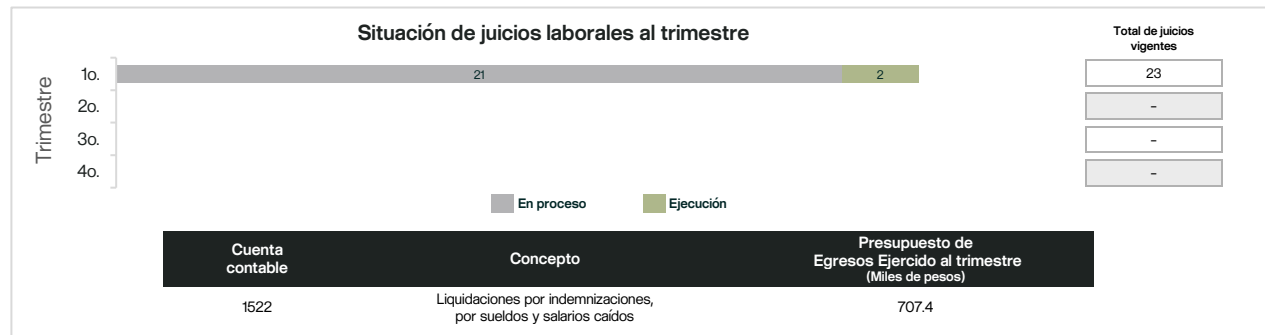 Situación de juicios laborales al trimestre
Total de juicios
vigentes
Trimestre
1o.
21
2
23
2o.
-
3o.
-
4o.
-
En proceso
Ejecución
Cuenta
contable
Concepto
Presupuesto de
Egresos Ejercido al trimestre
(Miles de pesos)
1522
Liquidaciones por indemnizaciones,
por sueldos y salarios caídos
707.4